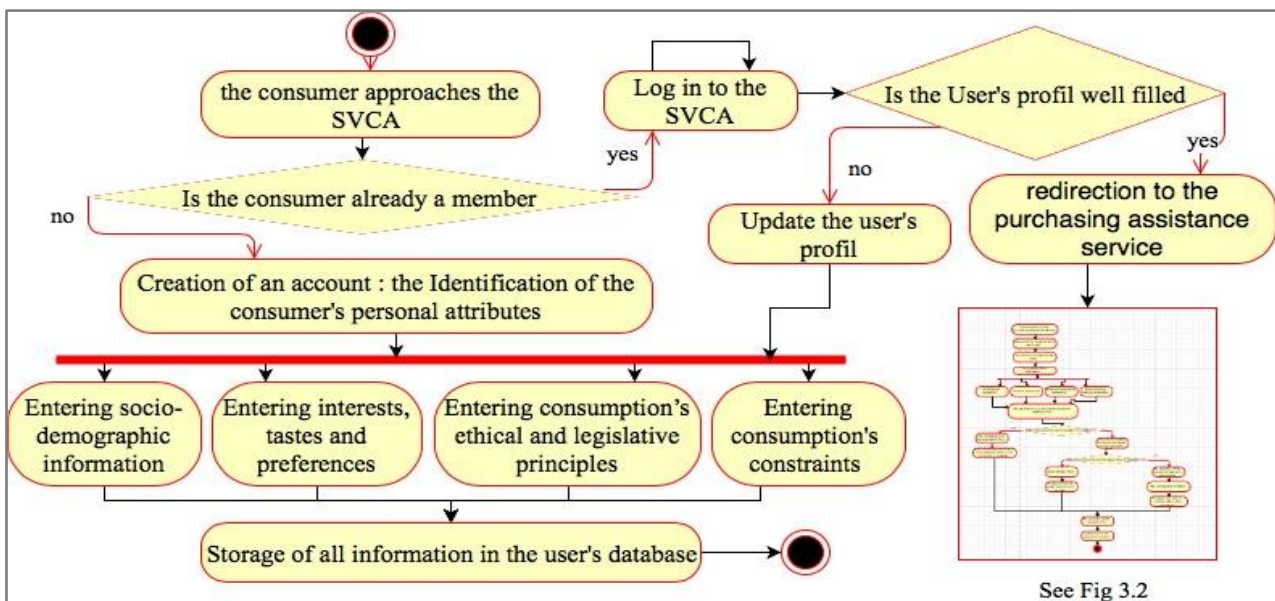 the consumer approaches the
SVCA
Is the consumer already a member
no
yes
Log in to the
SVCA
Is the User's profil well filled
no
yes
Update the user's
profil
redirection to the
purchasing assistance
service
Creation of an account : the Identification of the
consumer's personal attributes
Entering socio-
demographic
information
Entering interests,
tastes and
preferences
Entering consumption’s
ethical and legislative
principles
Entering
consumption's
constraints
Storage of all information in the user's database
See Fig 3.2